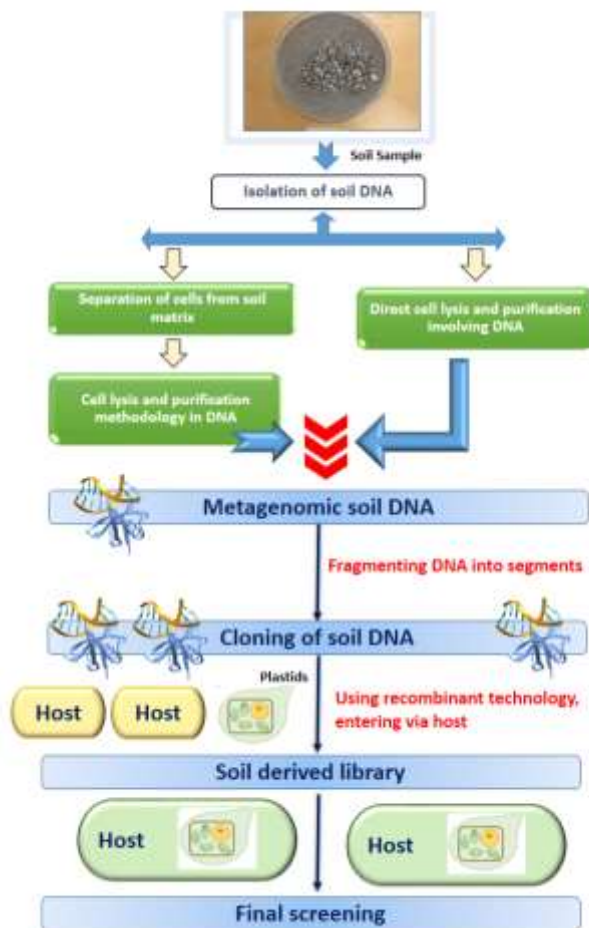 Soil Sample
Isolation of soil DNA
Separation of cells from soil
matrix
Direct cell lysis and purification
involving DNA
Cell lysis and purification
methodology in DNA
Metagenomic soil DNA
Fragmenting DNA into segments
Cloning of soil DNA
Plastids
Host
Host
Using recombinant technology,
entering via host
Soil derived library
Host
Host
Final screening